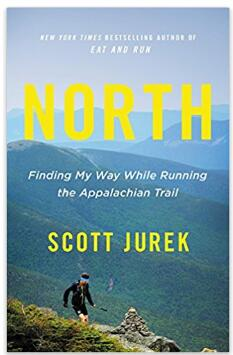 NEW YORK TIMES BESTSELLING AUTHOR OF
EAT AND RUN
NORTH
Finding My Way While Running
the Appalachian Trail
SCOTT JUREK